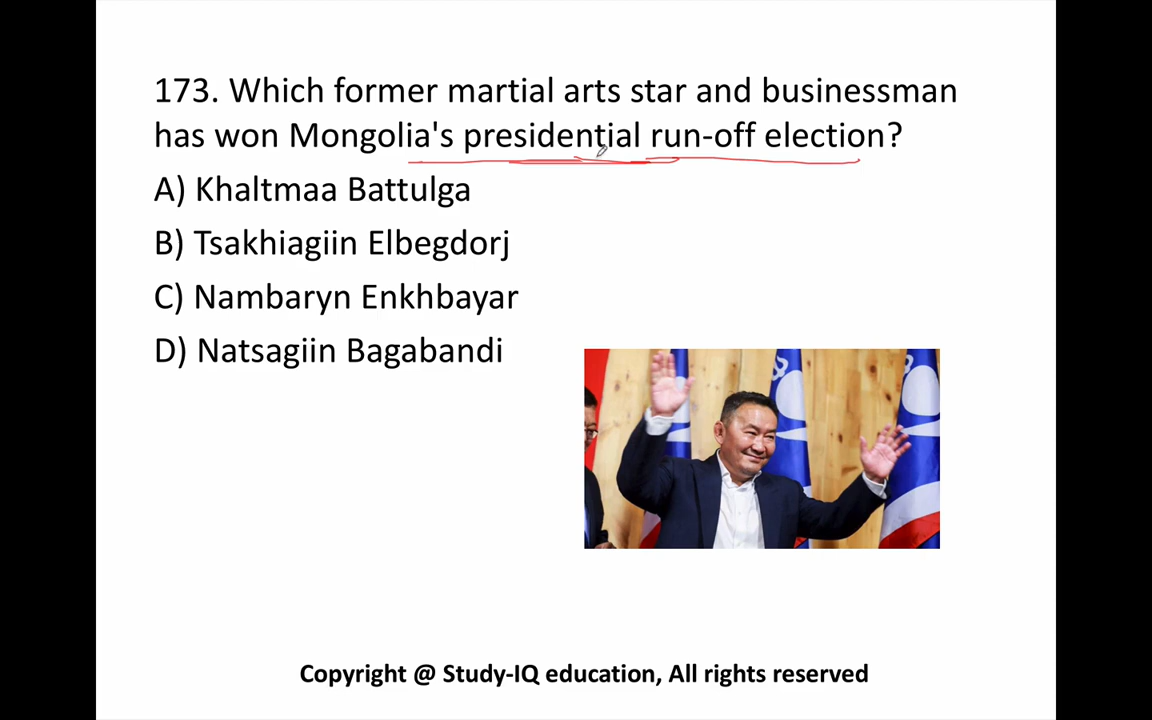 173. Which former martial arts star and businessman
has won Mongolia's presidential run-off election?
A) Khaltmaa Battulga
B) Tsakhiagiin Elbegdorj
C) Nambaryn Enkhbayar
D) Natsagiin Bagabandi
Copyright @ Study-IQ education, All rights reserved